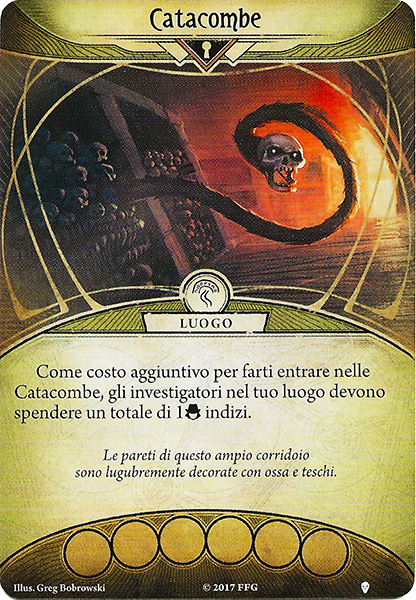 Catacombe
LUOGO
Come costo aggiuntivo per farti entrare nelle
Catacombe, gli investigatori nel tuo luogo devono
spendere un totale di 1 indizi.
Le pareti di questo ampio corridoio
sono lugubremente decorate con ossa e teschi.
Illus. Greg Bobrowski
© 2017 FFG